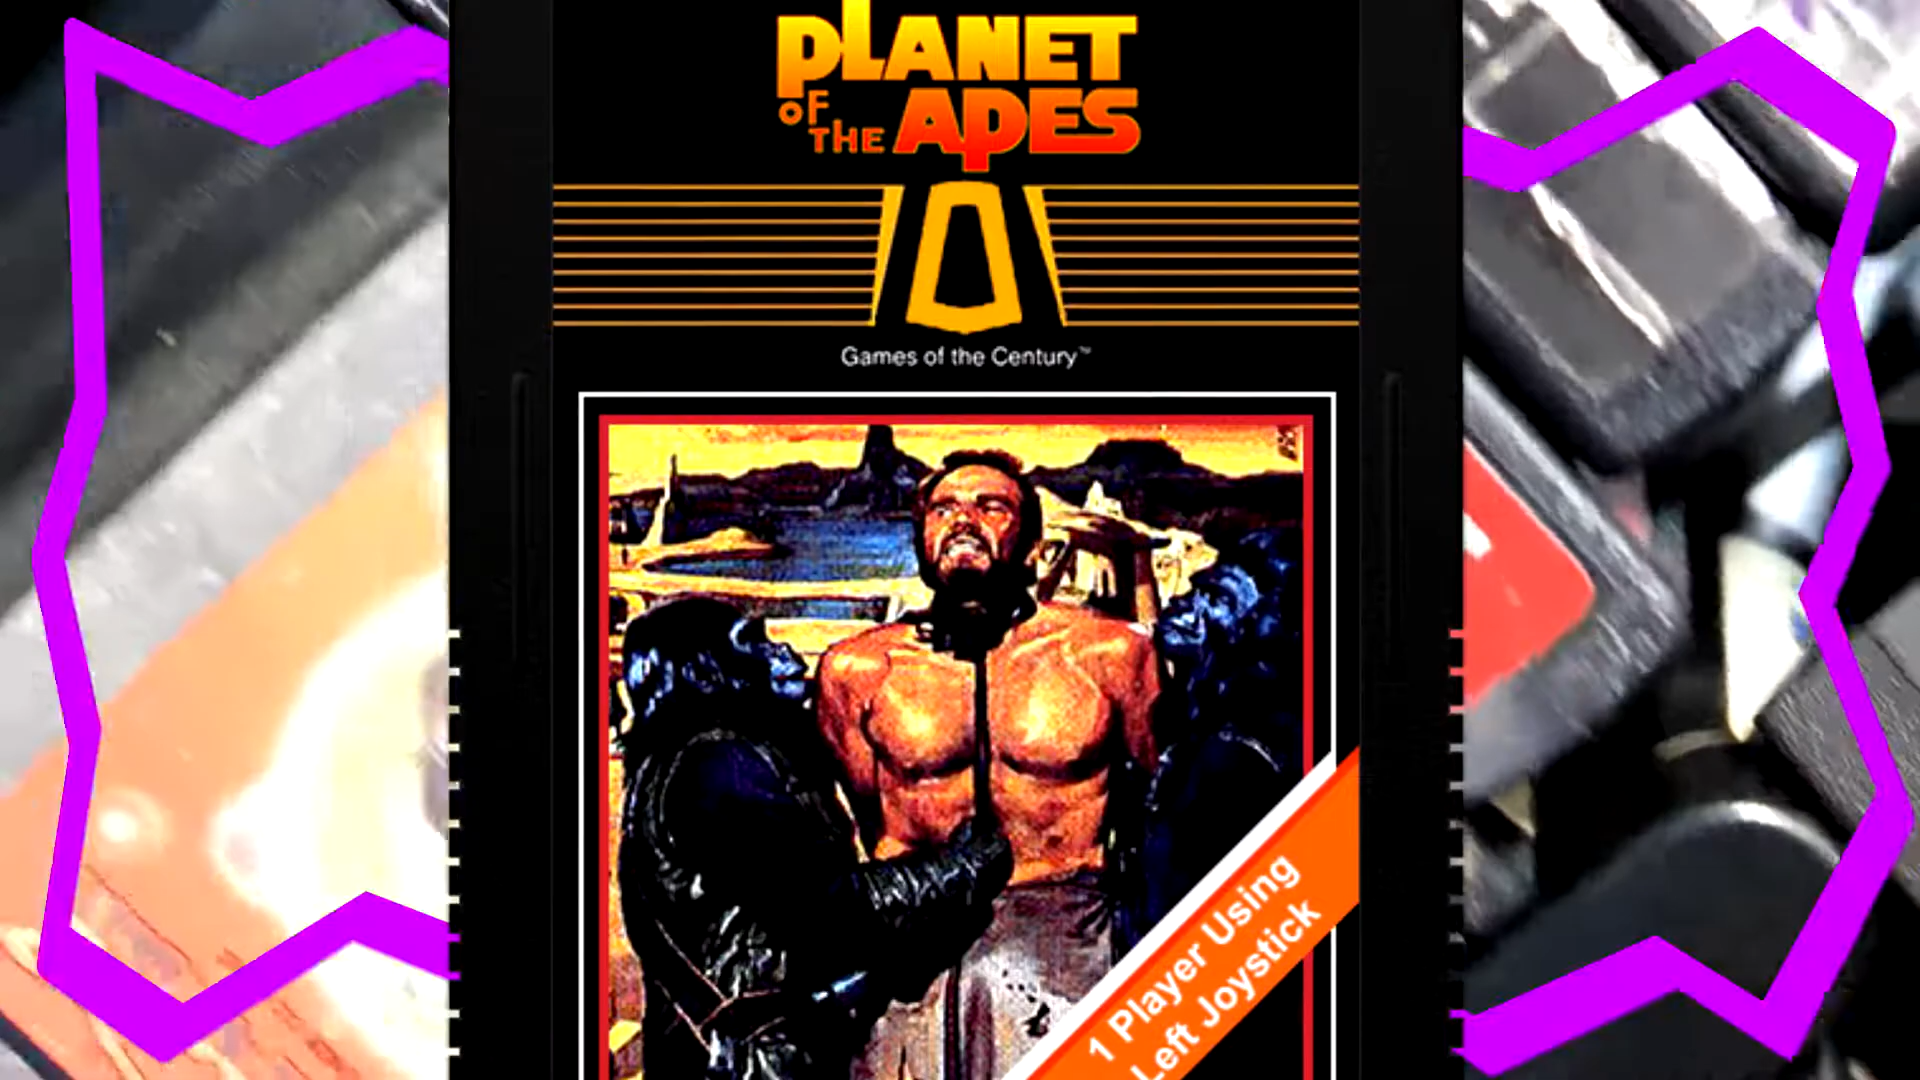 PLANET
OF
THE APES
Games of the Century™
1 Player Using
Left Joystick